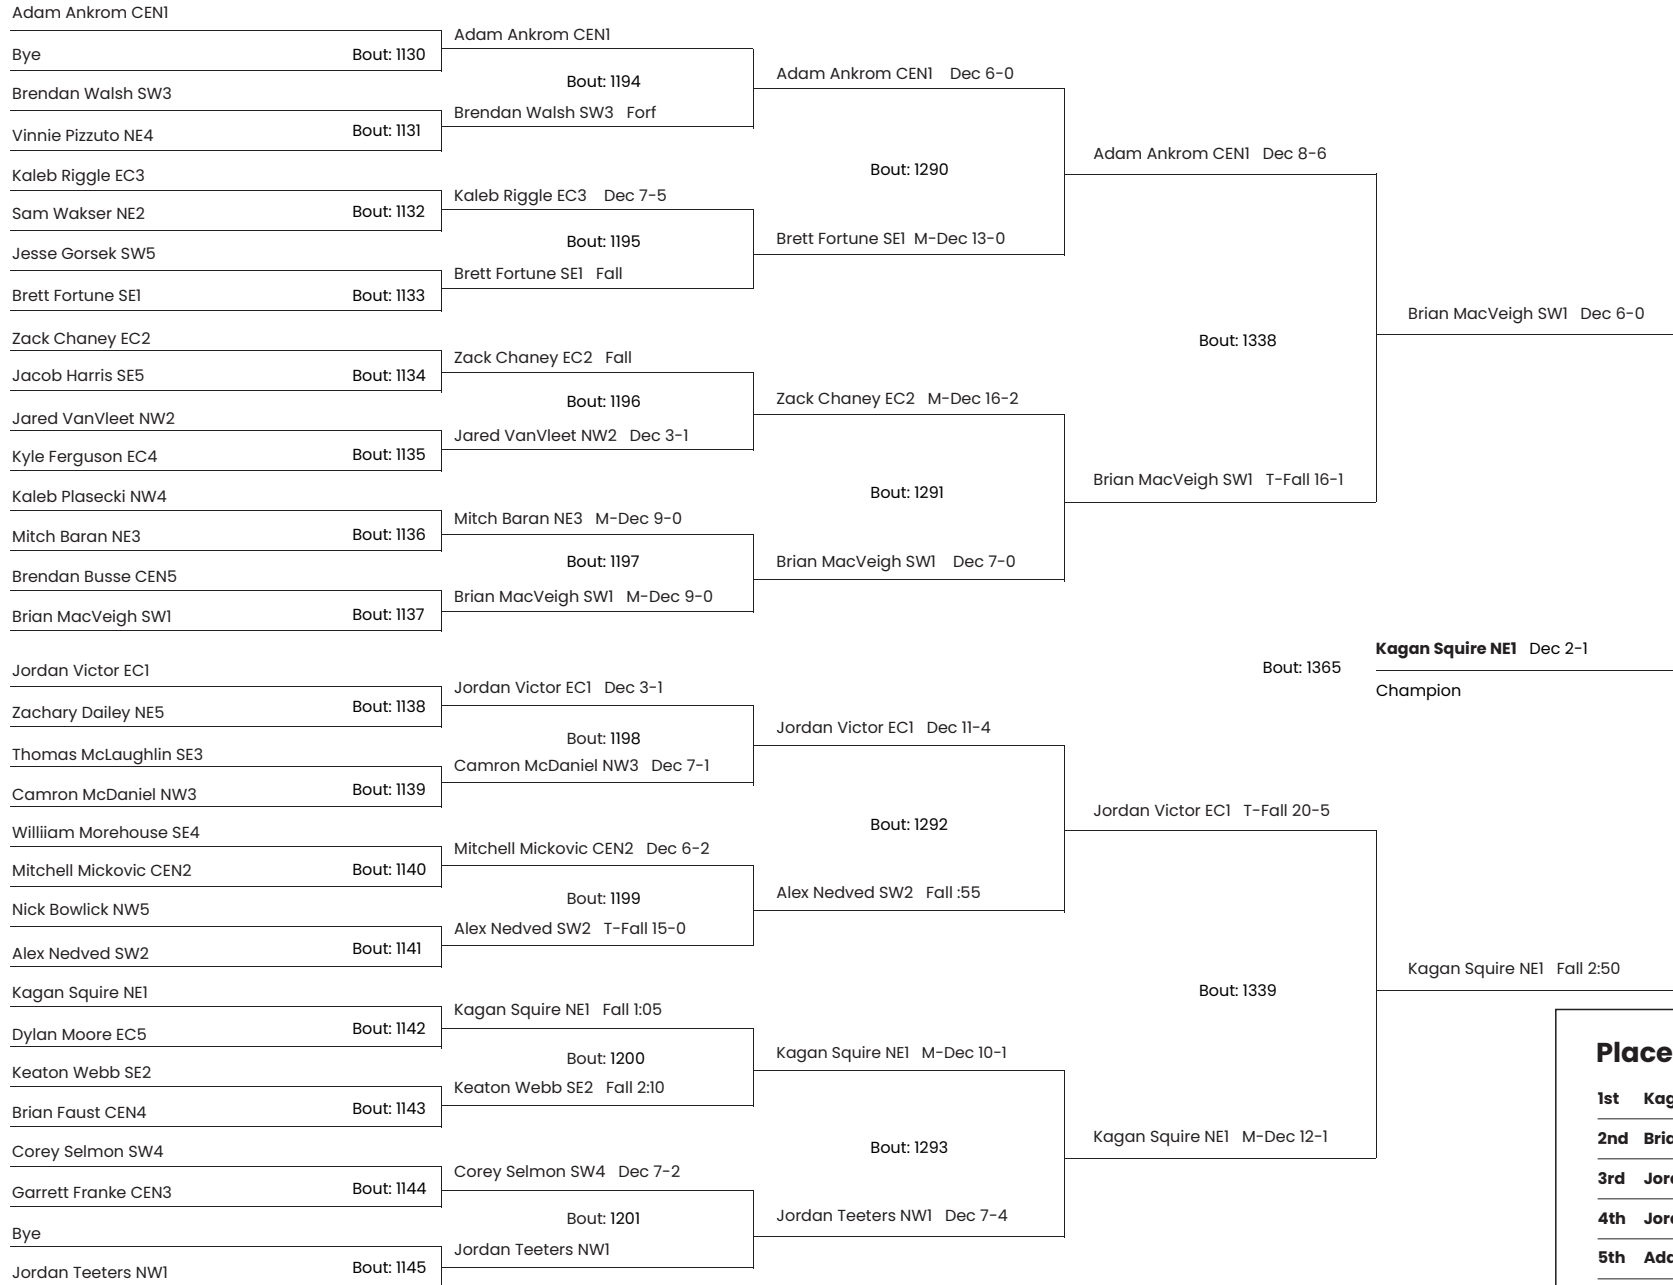 Adam Ankrom CEN1
Bye
Bout: 1130
Brendan Walsh SW3
Vinnie Pizzuto NE4
Bout: 1131
Kaleb Riggle EC3
Sam Wakser NE2
Bout: 1132
Jesse Gorsek SW5
Brett Fortune SE1
Bout: 1133
Zack Chaney EC2
Jacob Harris SE5
Bout: 1134
Jared VanVleet NW2
Kyle Ferguson EC4
Bout: 1135
Kaleb Plasecki NW4
Mitch Baran NE3
Bout: 1136
Brendan Busse CEN5
Brian MacVeigh SW1
Bout: 1137
Jordan Victor EC1
Zachary Dailey NE5
Bout: 1138
Thomas McLaughlin SE3
Camron McDaniel NW3
Bout: 1139
Williiam Morehouse SE4
Mitchell Mickovic CEN2
Bout: 1140
Nick Bowlick NW5
Alex Nedved SW2
Bout: 1141
Kagan Squire NE1
Dylan Moore EC5
Bout: 1142
Keaton Webb SE2
Brian Faust CEN4
Bout: 1143
Corey Selmon SW4
Garrett Franke CEN3
Bout: 1144
Bye
Jordan Teeters NW1
Bout: 1145
Adam Ankrom CEN1
Bout: 1194
Brendan Walsh SW3 Forf
Kaleb Riggle EC3 Dec 7-5
Bout: 1195
Brett Fortune SE1 Fall
Zack Chaney EC2 Fall
Bout: 1196
Jared VanVleet NW2 Dec 3-1
Mitch Baran NE3 M-Dec 9-0
Bout: 1197
Brian MacVeigh SW1 M-Dec 9-0
Jordan Victor EC1 Dec 3-1
Bout: 1198
Camron McDaniel NW3 Dec 7-1
Mitchell Mickovic CEN2 Dec 6-2
Bout: 1199
Alex Nedved SW2 T-Fall 15-0
Kagan Squire NE1 Fall 1:05
Bout: 1200
Keaton Webb SE2 Fall 2:10
Corey Selmon SW4 Dec 7-2
Bout: 1201
Jordan Teeters NW1
Adam Ankrom CEN1 Dec 6-0
Bout: 1290
Brett Fortune SE1 M-Dec 13-0
Zack Chaney EC2 M-Dec 16-2
Bout: 1291
Brian MacVeigh SW1 Dec 7-0
Jordan Victor EC1 Dec 11-4
Bout: 1292
Alex Nedved SW2 Fall :55
Kagan Squire NE1 M-Dec 10-1
Bout: 1293
Jordan Teeters NW1 Dec 7-4
Adam Ankrom CEN1 Dec 8-6
Bout: 1338
Brian MacVeigh SW1 T-Fall 16-1
Jordan Victor EC1 T-Fall 20-5
Bout: 1339
Kagan Squire NE1 M-Dec 12-1
Brian MacVeigh SW1 Dec 6-0
Bout: 1365
Kagan Squire NE1 Dec 2-1
Champion
Kagan Squire NE1 Fall 2:50
Place
1st Kag
2nd Bria
3rd Jord
4th Jord
5th Ada